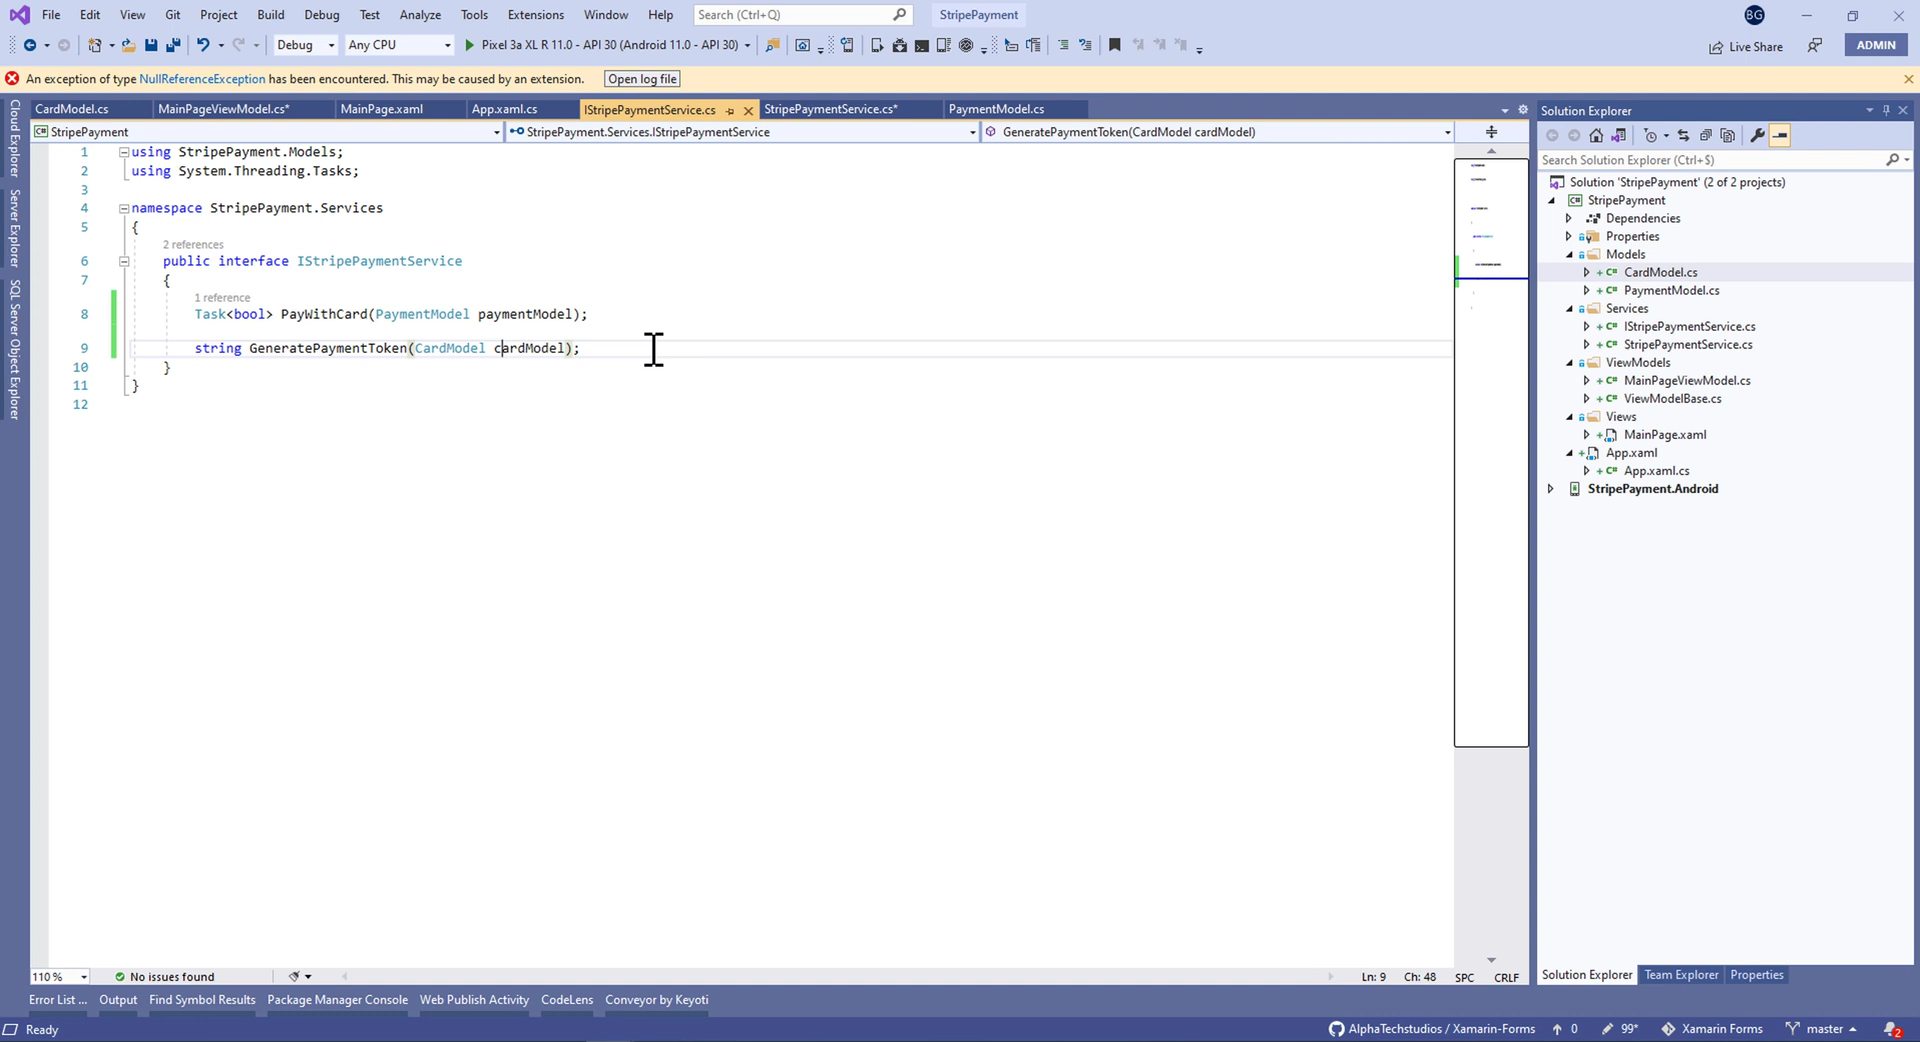 File Edit View Git Project Build Debug Test Analyze Tools Extensions Window Help Search (Ctrl+Q) StripePayment BG
Debug Any CPU Pixel 3a XL R 11.0 - API 30 (Android 11.0 - API 30) Live Share ADMIN
An exception of type NullReferenceException has been encountered. This may be caused by an extension. Open log file
Cloud Explorer
Server Explorer
SQL Server Object Explorer
CardModel.cs MainPageViewModel.cs* MainPage.xaml App.xaml.cs IStripePaymentService.cs StripePaymentService.cs* PaymentModel.cs
StripePayment StripePayment.Services.IStripePaymentService GeneratePaymentToken(CardModel cardModel)
1 using StripePayment.Models;
2 using System.Threading.Tasks;
3
4 namespace StripePayment.Services
5 {
2 references
6 public interface IStripePaymentService
7 {
1 reference
8 Task<bool> PayWithCard(PaymentModel paymentModel);
9 string GeneratePaymentToken(CardModel cardModel);
10 }
11 }
12
110 % No issues found Ln: 9 Ch: 48 SPC CRLF
Solution Explorer
Search Solution Explorer (Ctrl+$)
Solution 'StripePayment' (2 of 2 projects)
StripePayment
Dependencies
Properties
Models
CardModel.cs
PaymentModel.cs
Services
IStripePaymentService.cs
StripePaymentService.cs
ViewModels
MainPageViewModel.cs
ViewModelBase.cs
Views
MainPage.xaml
App.xaml
App.xaml.cs
StripePayment.Android
Solution Explorer Team Explorer Properties
Error List ... Output Find Symbol Results Package Manager Console Web Publish Activity CodeLens Conveyor by Keyoti
Ready AlphaTechstudios / Xamarin-Forms 0 99* Xamarin Forms master 2